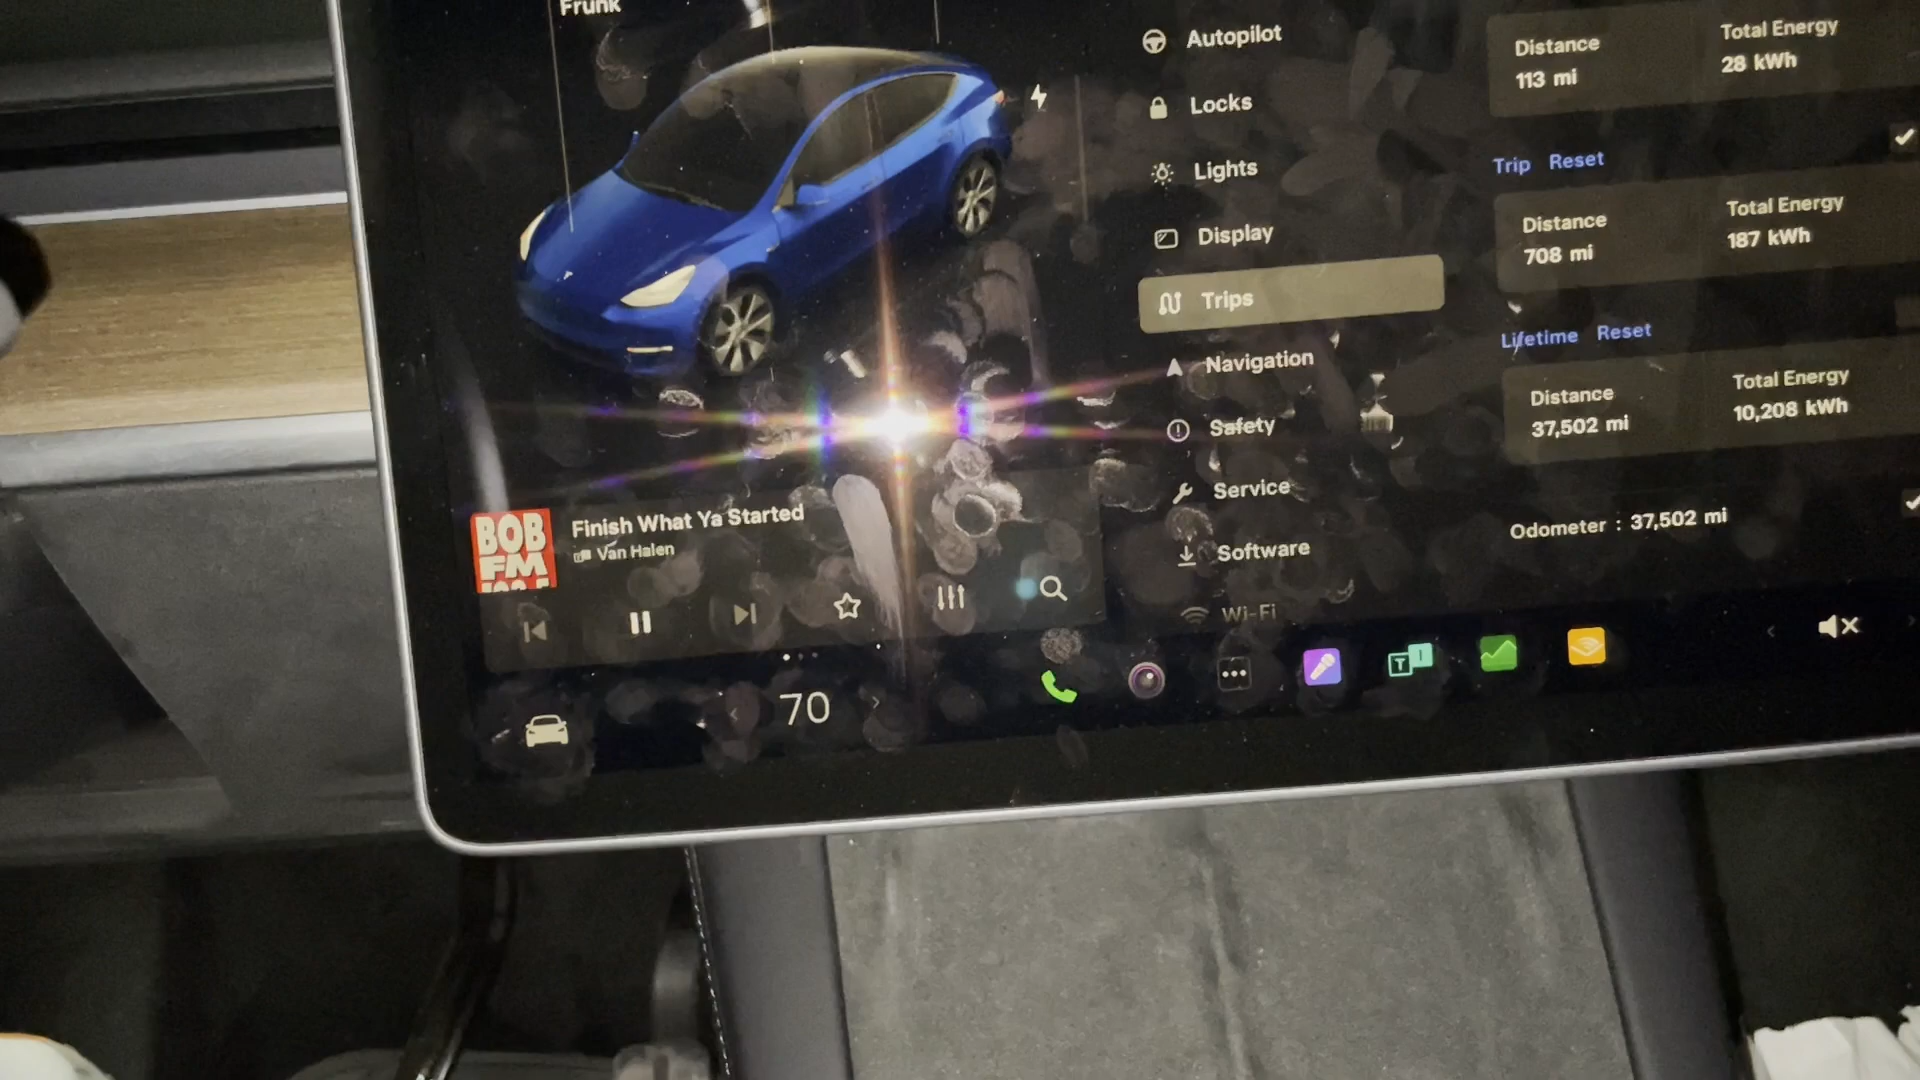 Frunk
Autopilot
Locks
Lights
Display
Trips
Navigation
Safety
Service
Software
Wi-Fi
Distance
113 mi
Total Energy
28 kWh
Trip Reset
Distance
708 mi
Total Energy
187 kWh
Lifetime Reset
Distance
37,502 mi
Total Energy
10,208 kWh
Odometer : 37,502 mi
BOB
FM
Finish What Ya Started
Van Halen
70
T